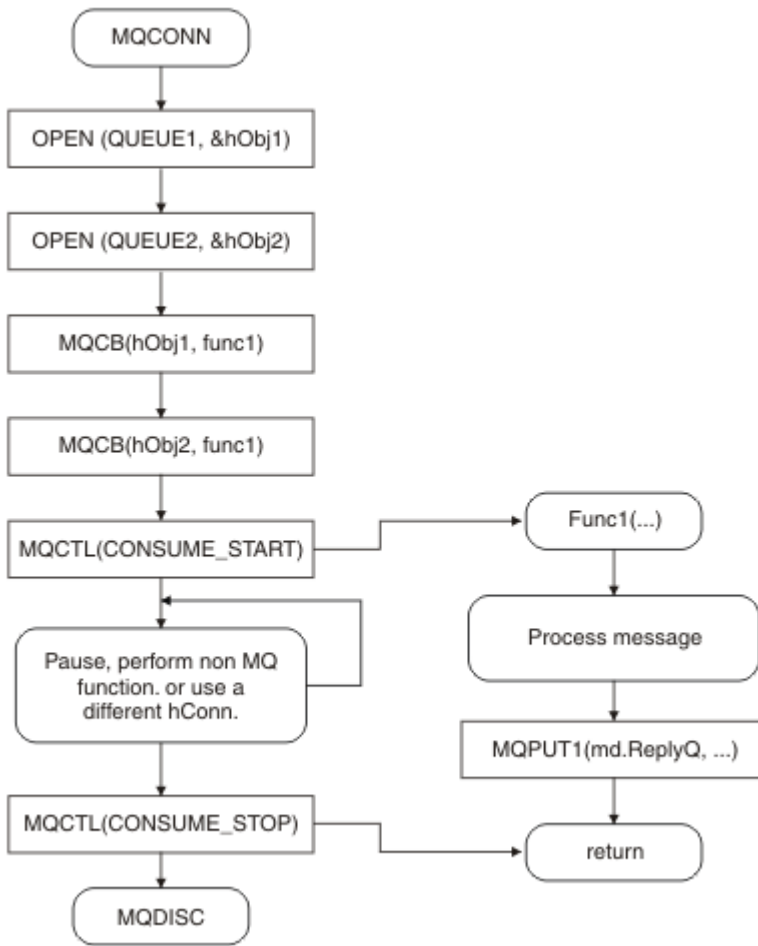 MQCONN
OPEN (QUEUE1, &hObj1)
OPEN (QUEUE2, &hObj2)
MQCB(hObj1, func1)
MQCB(hObj2, func1)
MQCTL(CONSUME_START)
Pause, perform non MQ
function. or use a
different hConn.
MQCTL(CONSUME_STOP)
MQDISC
Func1(...)
Process message
MQPUT1(md.ReplyQ, ...)
return